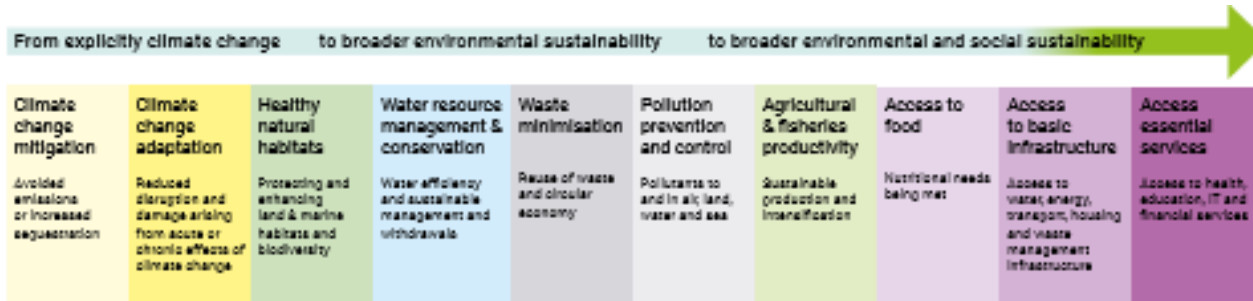 From explicitly climate change to broader environmental sustainability to broader environmental and social sustainability
Climate
change
mitigation
Avoided
emissions
or increased
sequestration
Climate
change
adaptation
Reduced
disruption and
damage arising
from acute or
chronic effects of
climate change
Healthy
natural
habitats
Protecting and
enhancing
land & marine
habitats and
biodiversity
Water resource
management &
conservation
Water efficiency
and sustainable
management and
withdrawals
Waste
minimisation
Reuse of waste
and circular
economy
Pollution
prevention
and control
Pollutants to
and in air, land,
water and sea
Agricultural
& fisheries
productivity
Sustainable
production and
intensification
Access to
food
Nutritional needs
being met
Access
to basic
infrastructure
Access to
water, energy,
transport, housing
and waste
management
infrastructure
Access
essential
services
Access to health,
education, IT and
financial services